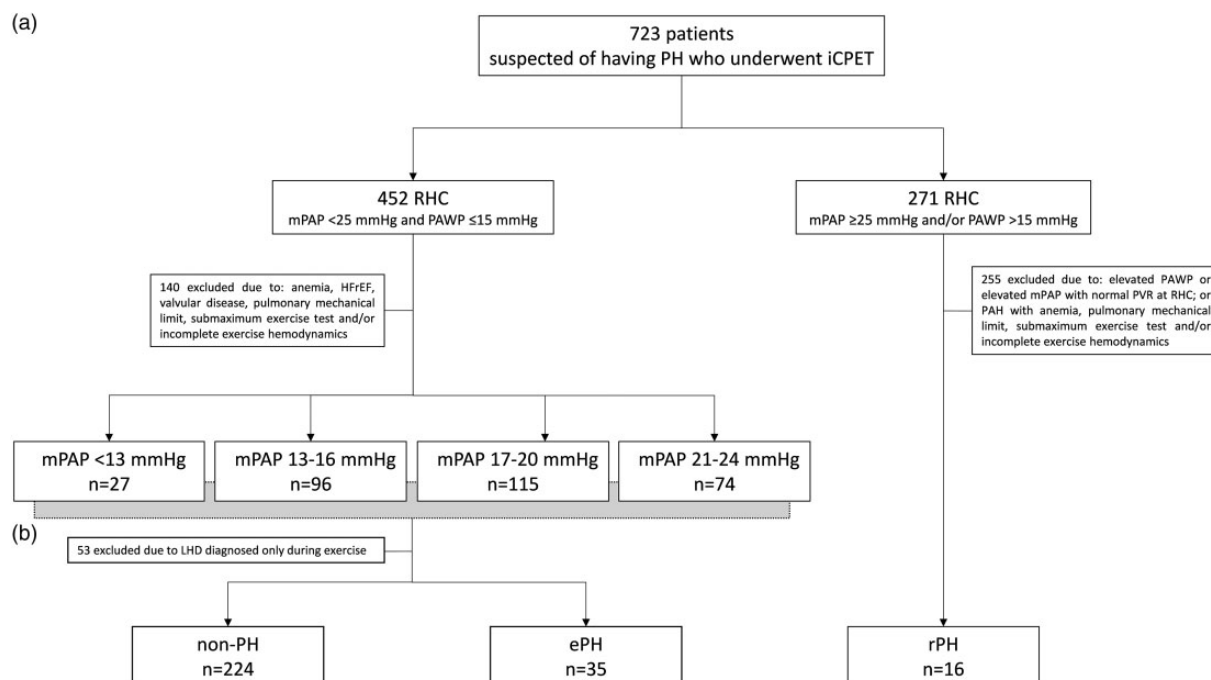 (a)
723 patients
suspected of having PH who underwent iCPET
452 RHC
mPAP <25 mmHg and PAWP ≤15 mmHg
271 RHC
mPAP ≥25 mmHg and/or PAWP >15 mmHg
140 excluded due to: anemia, HFrEF,
valvular disease, pulmonary mechanical
limit, submaximum exercise test and/or
incomplete exercise hemodynamics
255 excluded due to: elevated PAWP or
elevated mPAP with normal PVR at RHC; or
PAH with anemia, pulmonary mechanical
limit, submaximum exercise test and/or
incomplete exercise hemodynamics
mPAP <13 mmHg
n=27
mPAP 13-16 mmHg
n=96
mPAP 17-20 mmHg
n=115
mPAP 21-24 mmHg
n=74
(b)
53 excluded due to LHD diagnosed only during exercise
non-PH
n=224
ePH
n=35
rPH
n=16